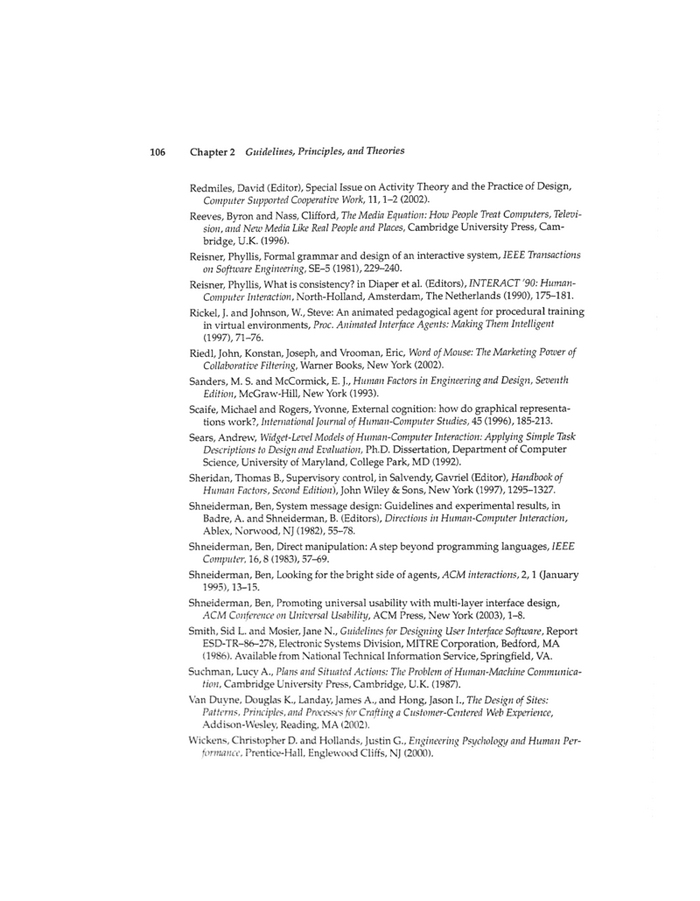 106 Chapter 2 Guidelines, Principles, and Theories
Redmiles, David (Editor), Special Issue on Activity Theory and the Practice of Design,
Computer Supported Cooperative Work, 11, 1–2 (2002).
Reeves, Byron and Nass, Clifford, The Media Equation: How People Treat Computers, Televi-
sion, and New Media Like Real People and Places, Cambridge University Press, Cam-
bridge, U.K. (1996).
Reisner, Phyllis, Formal grammar and design of an interactive system, IEEE Transactions
on Software Engineering, SE–5 (1981), 229–240.
Reisner, Phyllis, What is consistency? in Diaper et al. (Editors), INTERACT '90: Human-
Computer Interaction, North-Holland, Amsterdam, The Netherlands (1990), 175–181.
Rickel, J. and Johnson, W., Steve: An animated pedagogical agent for procedural training
in virtual environments, Proc. Animated Interface Agents: Making Them Intelligent
(1997), 71–76.
Riedl, John, Konstan, Joseph, and Vrooman, Eric, Word of Mouse: The Marketing Power of
Collaborative Filtering, Warner Books, New York (2002).
Sanders, M. S. and McCormick, E. J., Human Factors in Engineering and Design, Seventh
Edition, McGraw-Hill, New York (1993).
Scaife, Michael and Rogers, Yvonne, External cognition: how do graphical representa-
tions work?, International Journal of Human-Computer Studies, 45 (1996), 185-213.
Sears, Andrew, Widget-Level Models of Human-Computer Interaction: Applying Simple Task
Descriptions to Design and Evaluation, Ph.D. Dissertation, Department of Computer
Science, University of Maryland, College Park, MD (1992).
Sheridan, Thomas B., Supervisory control, in Salvendy, Gavriel (Editor), Handbook of
Human Factors, Second Edition), John Wiley & Sons, New York (1997), 1295–1327.
Shneiderman, Ben, System message design: Guidelines and experimental results, in
Badre, A. and Shneiderman, B. (Editors), Directions in Human-Computer Interaction,
Ablex, Norwood, NJ (1982), 55–78.
Shneiderman, Ben, Direct manipulation: A step beyond programming languages, IEEE
Computer, 16, 8 (1983), 57–69.
Shneiderman, Ben, Looking for the bright side of agents, ACM interactions, 2, 1 (January
1995), 13–15.
Shneiderman, Ben, Promoting universal usability with multi-layer interface design,
ACM Conference on Universal Usability, ACM Press, New York (2003), 1–8.
Smith, Sid L. and Mosier, Jane N., Guidelines for Designing User Interface Software, Report
ESD-TR–86–278, Electronic Systems Division, MITRE Corporation, Bedford, MA
(1986). Available from National Technical Information Service, Springfield, VA.
Suchman, Lucy A., Plans and Situated Actions: The Problem of Human-Machine Communica-
tion, Cambridge University Press, Cambridge, U.K. (1987).
Van Duyne, Douglas K., Landay, James A., and Hong, Jason I., The Design of Sites:
Patterns, Principles, and Processes for Crafting a Customer-Centered Web Experience,
Addison-Wesley, Reading, MA (2002).
Wickens, Christopher D. and Hollands, Justin G., Engineering Psychology and Human Per-
formance, Prentice-Hall, Englewood Cliffs, NJ (2000).